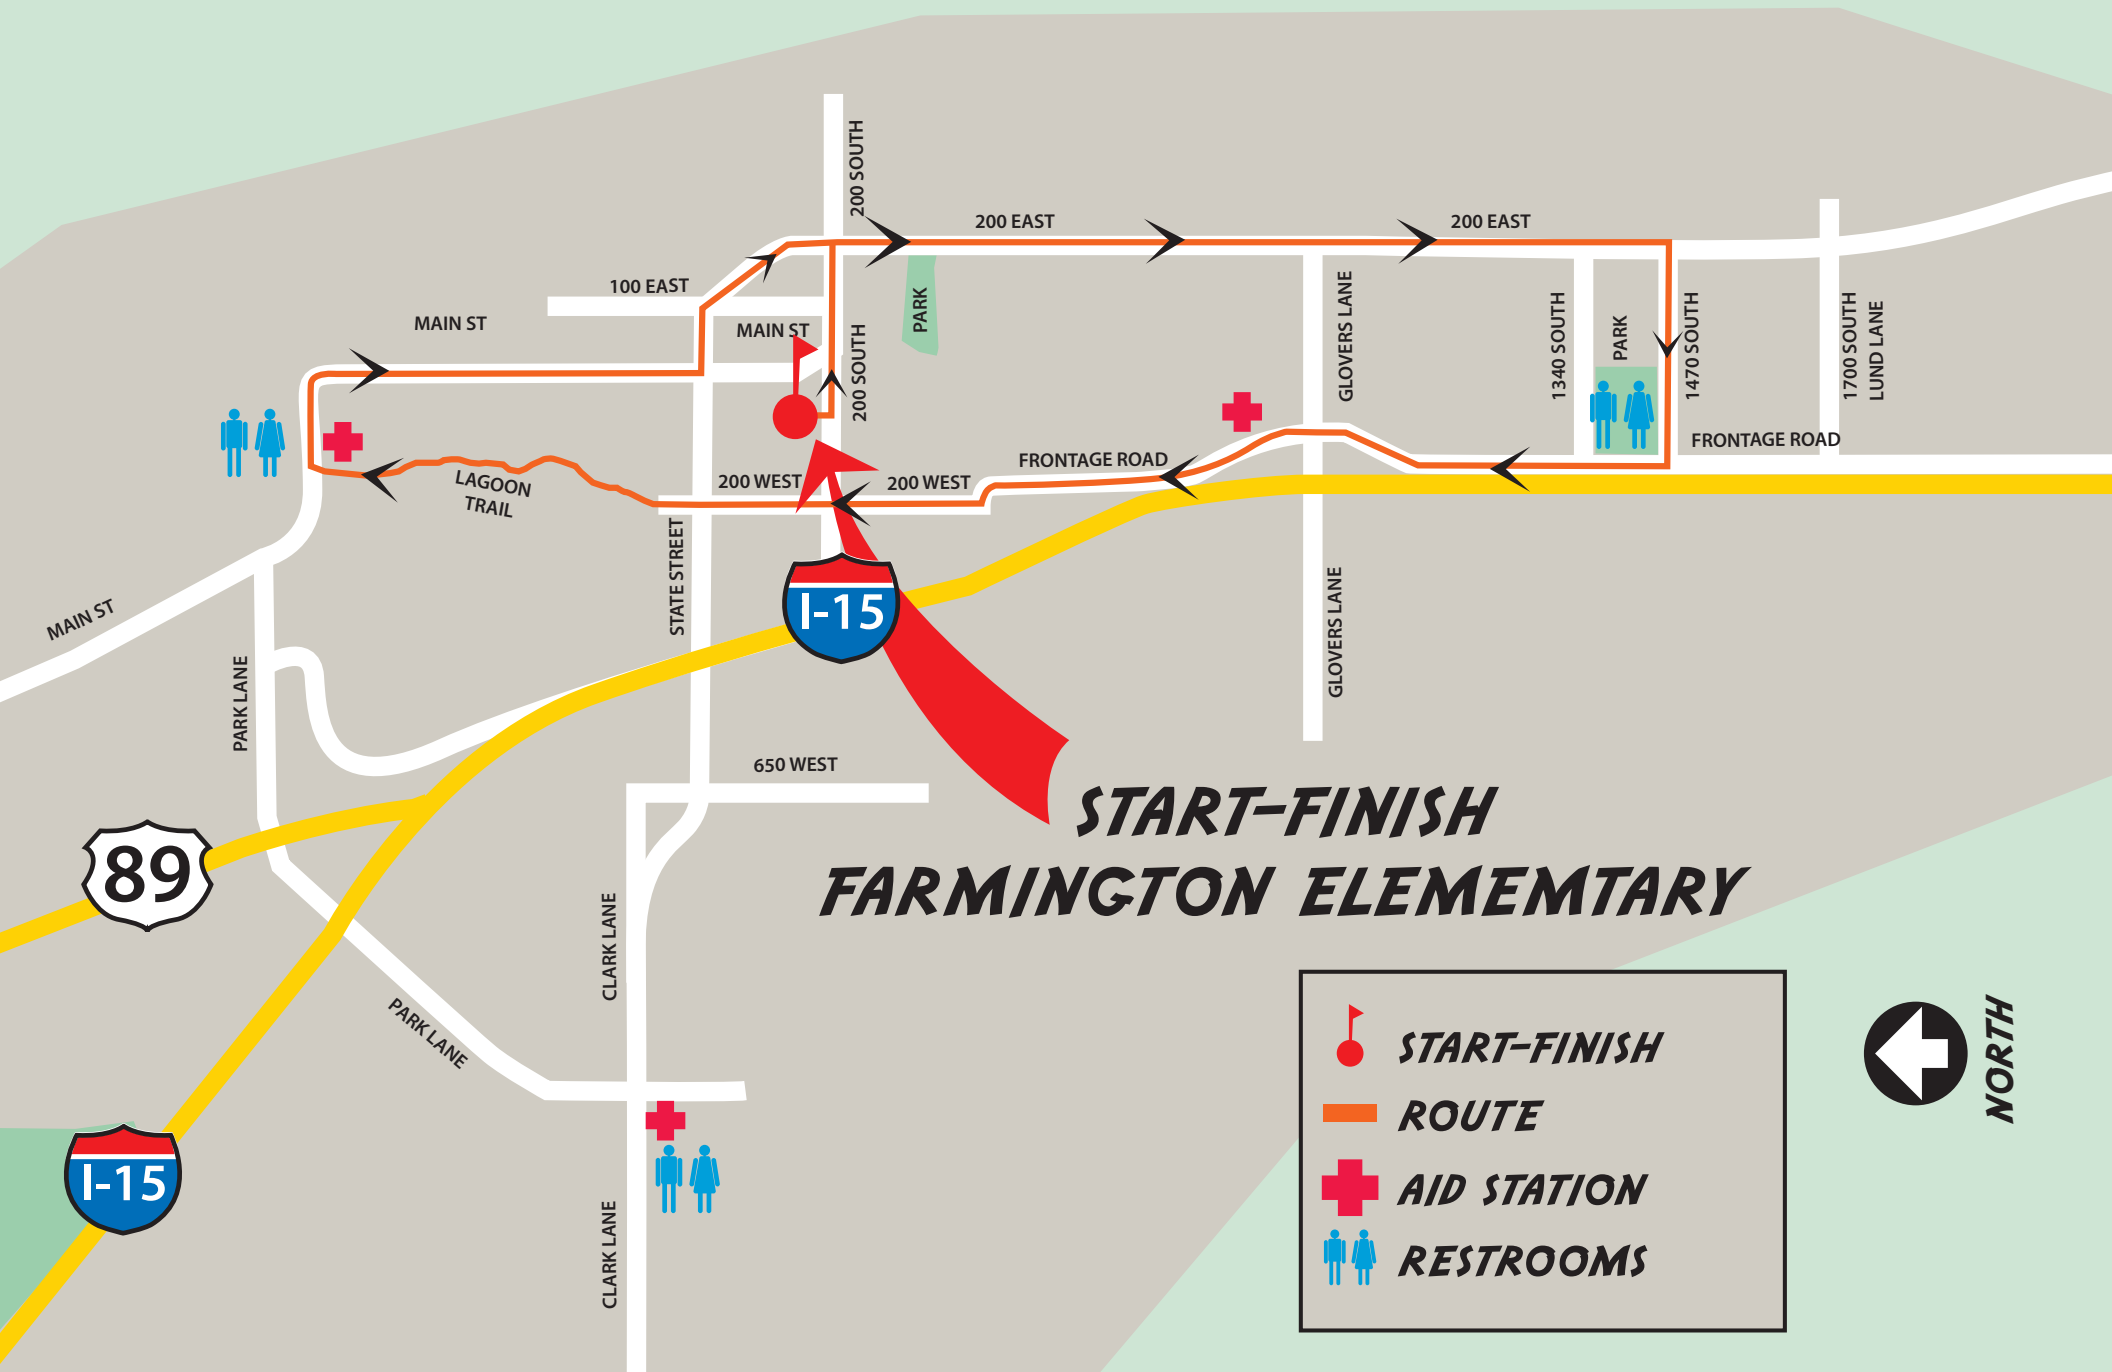 200 SOUTH
200 EAST
200 EAST
100 EAST
MAIN ST
MAIN ST
PARK
200 SOUTH
GLOVERS LANE
1340 SOUTH
PARK
1470 SOUTH
1700 SOUTH
LUND LANE
FRONTAGE ROAD
FRONTAGE ROAD
LAGOON
TRAIL
200 WEST
200 WEST
STATE STREET
I-15
GLOVERS LANE
MAIN ST
PARK LANE
650 WEST
START-FINISH
FARMINGTON ELEMEMTARY
89
CLARK LANE
PARK LANE
I-15
CLARK LANE
START-FINISH
ROUTE
AID STATION
RESTROOMS
NORTH